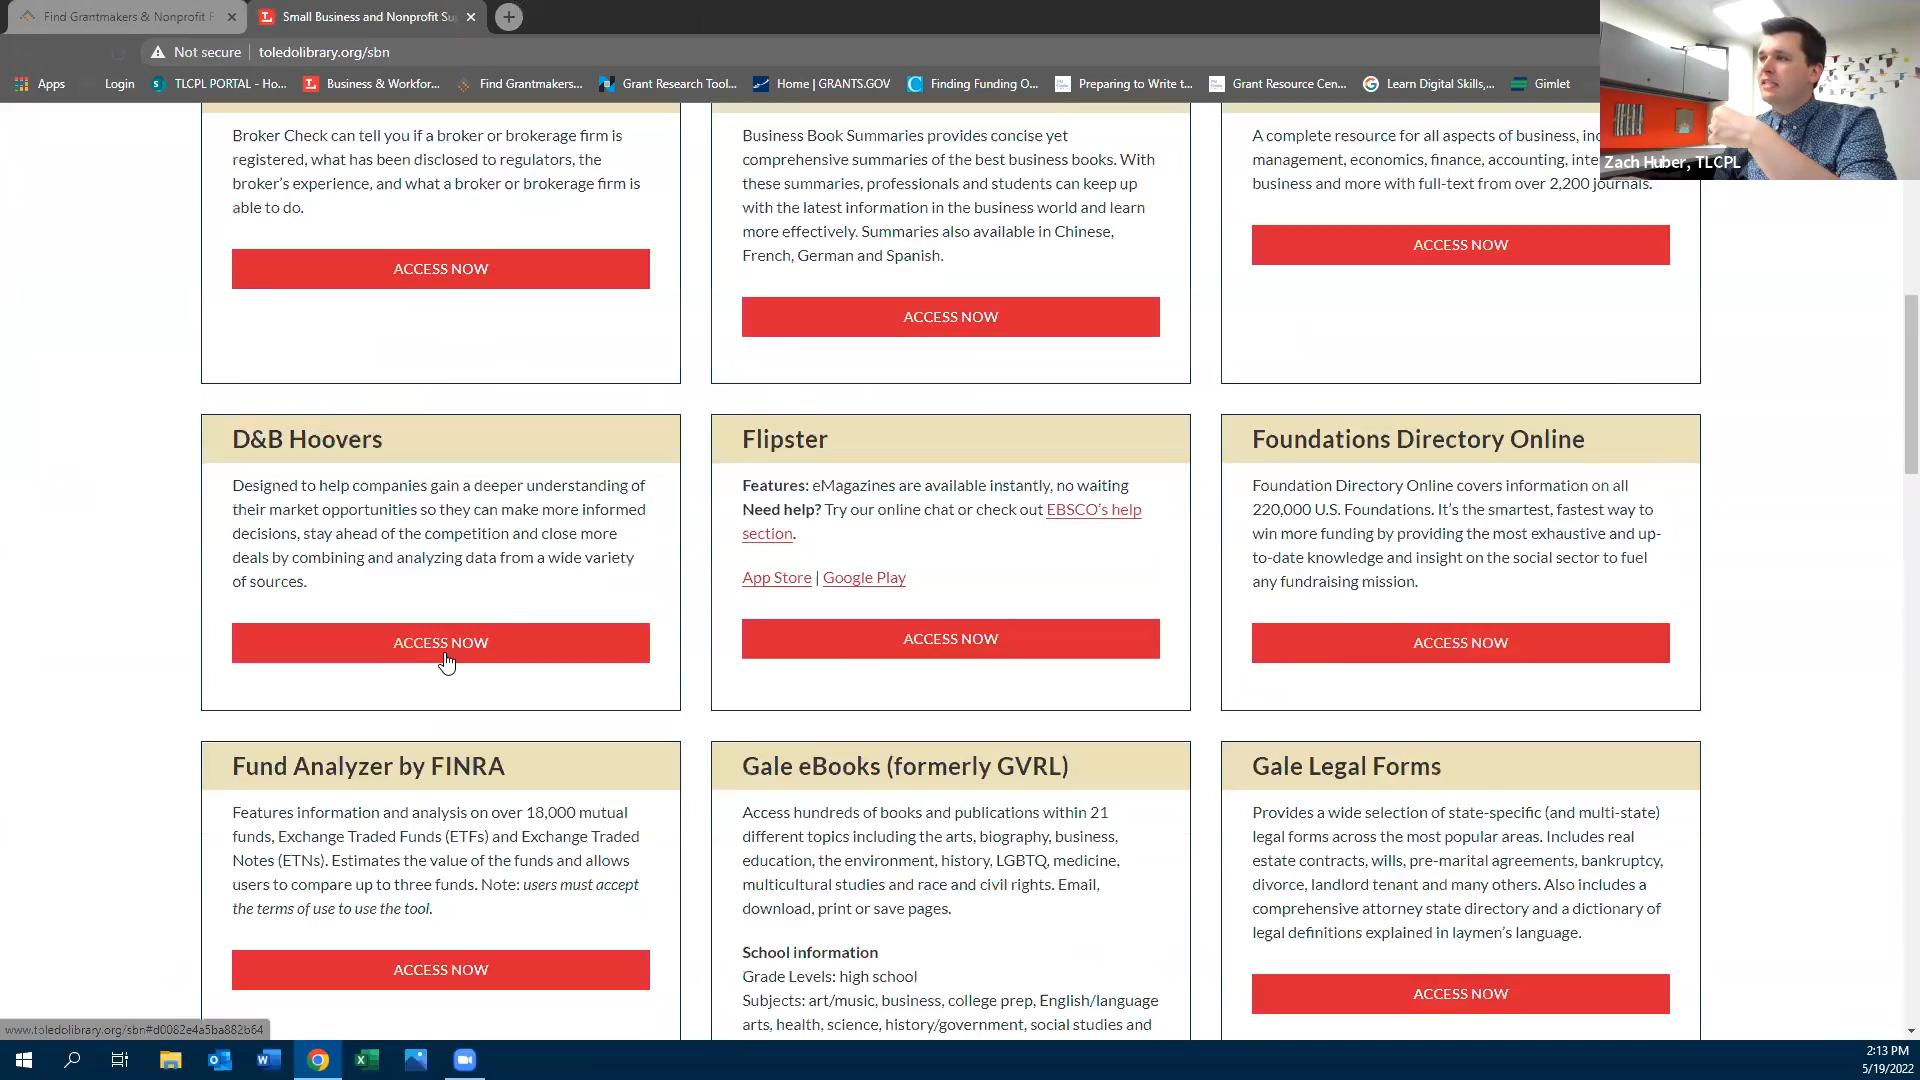 Find Grantmakers & Nonprofit F
Small Business and Nonprofit Su
Not secure
toledolibrary.org/sbn
Apps
Login
TLCPL PORTAL - Ho...
Business & Workfor...
Find Grantmakers...
Grant Research Tool...
Home | GRANTS.GOV
Finding Funding O...
Preparing to Write t...
Grant Resource Cen...
Learn Digital Skills,...
Gimlet
Zach Huber, TLCPL
Broker Check can tell you if a broker or brokerage firm is
registered, what has been disclosed to regulators, the
broker's experience, and what a broker or brokerage firm is
able to do.
ACCESS NOW
Business Book Summaries provides concise yet
comprehensive summaries of the best business books. With
these summaries, professionals and students can keep up
with the latest information in the business world and learn
more effectively. Summaries also available in Chinese,
French, German and Spanish.
ACCESS NOW
A complete resource for all aspects of business, inc
management, economics, finance, accounting, inte
business and more with full-text from over 2,200 journals.
ACCESS NOW
D&B Hoovers
Designed to help companies gain a deeper understanding of
their market opportunities so they can make more informed
decisions, stay ahead of the competition and close more
deals by combining and analyzing data from a wide variety
of sources.
ACCESS NOW
Flipster
Features: eMagazines are available instantly, no waiting
Need help? Try our online chat or check out EBSCO's help
section.
App Store | Google Play
ACCESS NOW
Foundations Directory Online
Foundation Directory Online covers information on all
220,000 U.S. Foundations. It's the smartest, fastest way to
win more funding by providing the most exhaustive and up-
to-date knowledge and insight on the social sector to fuel
any fundraising mission.
ACCESS NOW
Fund Analyzer by FINRA
Features information and analysis on over 18,000 mutual
funds, Exchange Traded Funds (ETFs) and Exchange Traded
Notes (ETNs). Estimates the value of the funds and allows
users to compare up to three funds. Note: users must accept
the terms of use to use the tool.
ACCESS NOW
Gale eBooks (formerly GVRL)
Access hundreds of books and publications within 21
different topics including the arts, biography, business,
education, the environment, history, LGBTQ, medicine,
multicultural studies and race and civil rights. Email,
download, print or save pages.
School information
Grade Levels: high school
Subjects: art/music, business, college prep, English/language
arts, health, science, history/government, social studies and
Gale Legal Forms
Provides a wide selection of state-specific (and multi-state)
legal forms across the most popular areas. Includes real
estate contracts, wills, pre-marital agreements, bankruptcy,
divorce, landlord tenant and many others. Also includes a
comprehensive attorney state directory and a dictionary of
legal definitions explained in laymen's language.
ACCESS NOW
www.toledolibrary.org/sbn#d0082e4a5ba882b64
2:13 PM
5/19/2022